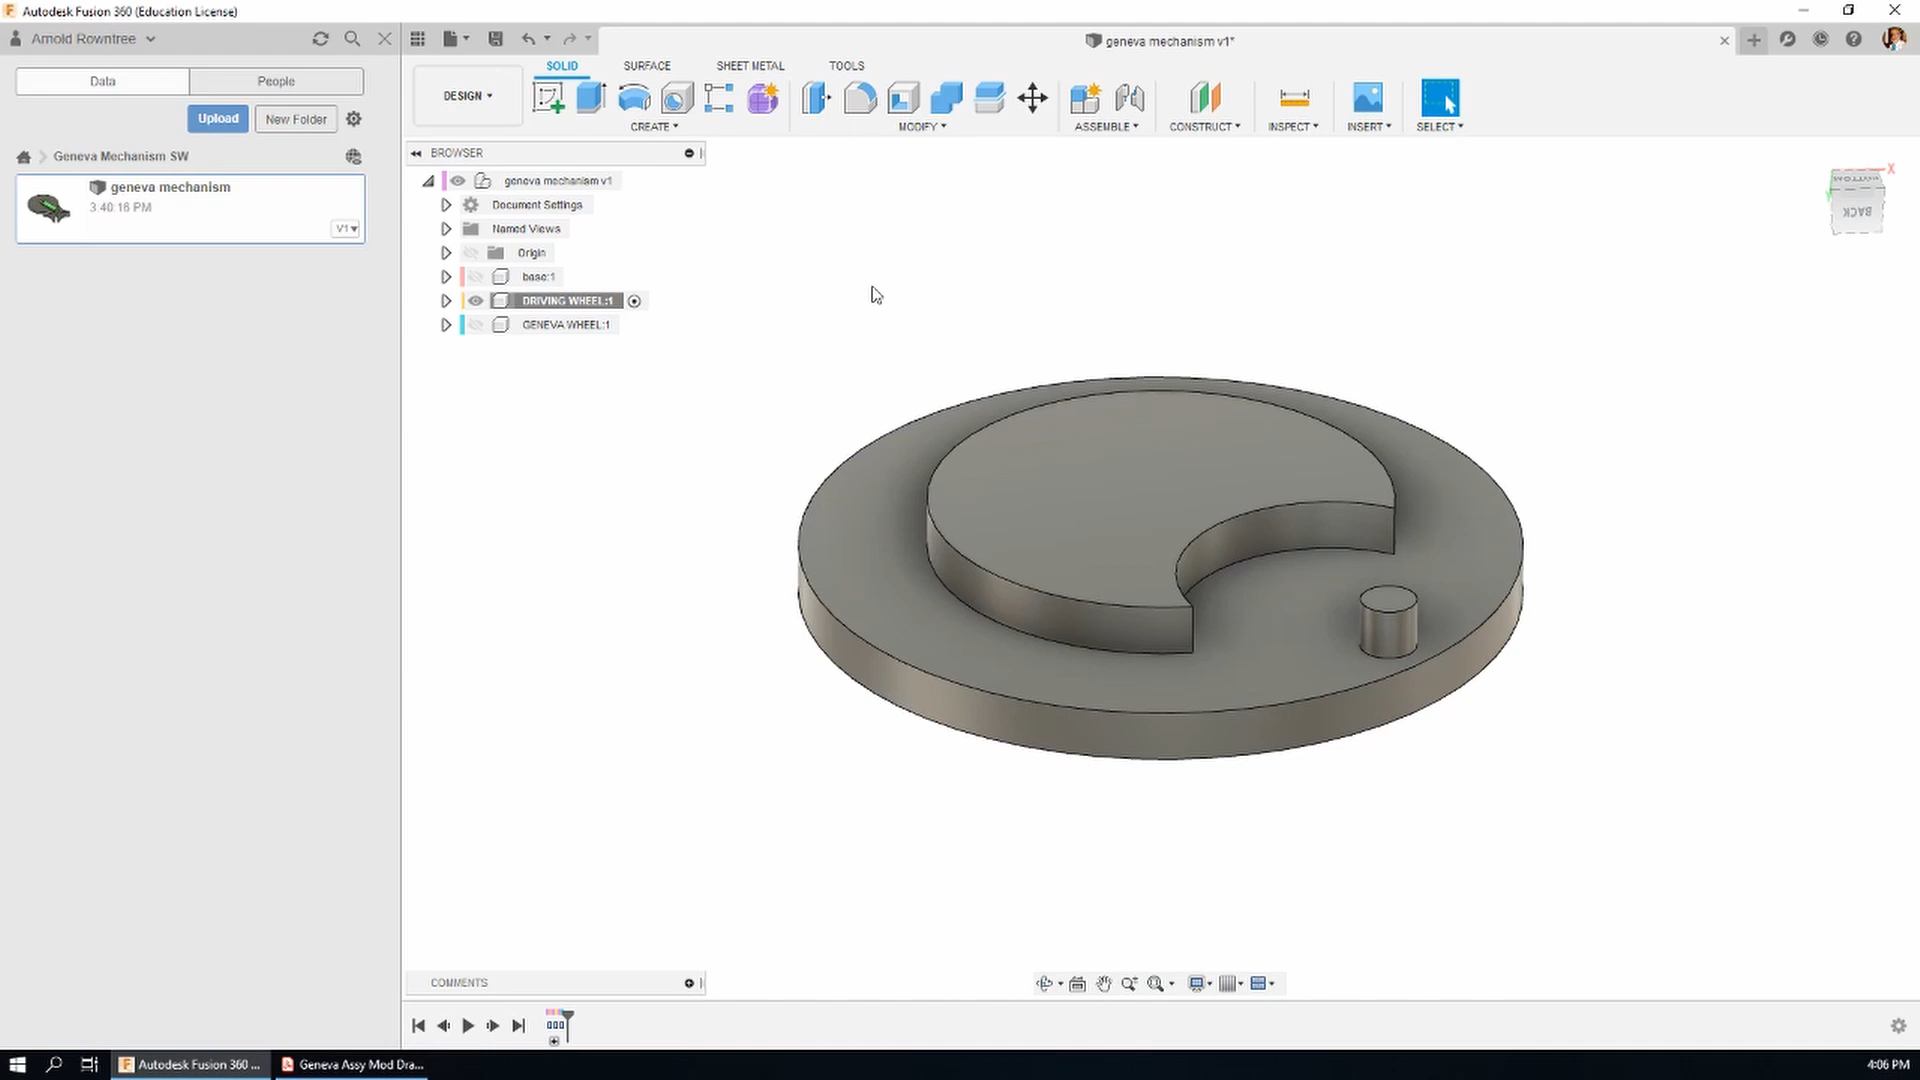 Autodesk Fusion 360 (Education License)
Arnold Rowntree
geneva mechanism v1*
Data
People
Upload
New Folder
Geneva Mechanism SW
geneva mechanism
3:40:16 PM
V1
DESIGN
SOLID
SURFACE
SHEET METAL
TOOLS
CREATE
MODIFY
ASSEMBLE
CONSTRUCT
INSPECT
INSERT
SELECT
BROWSER
geneva mechanism v1
Document Settings
Named Views
Origin
base:1
DRIVING WHEEL:1
GENEVA WHEEL:1
X
BOTTOM
BACK
COMMENTS
Autodesk Fusion 360 ...
Geneva Assy Mod Dra...
4:06 PM